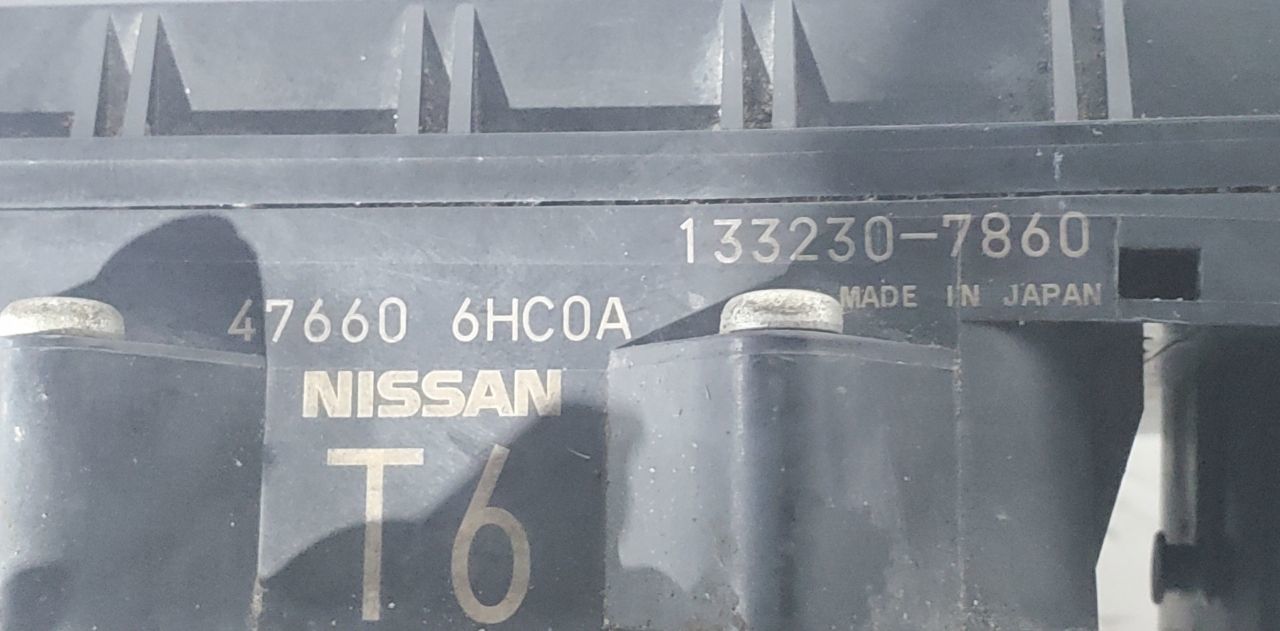 133230-7860
MADE IN JAPAN
47660 6HC0A
NISSAN
T6